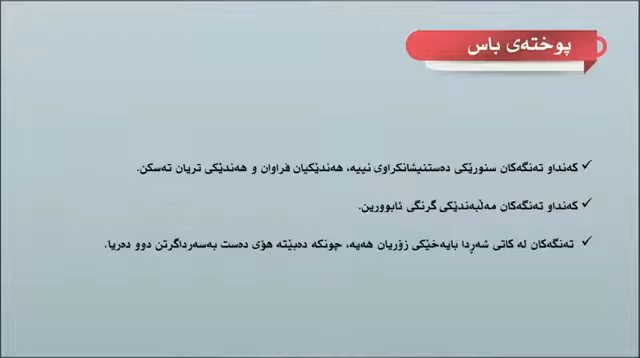 پوختەی باس
✓ کەنداو تەنگەکان سنورێکی دەستنیشانکراوی نییە، هەندێکیان فراوان و هەندێکی تریان تەسکن.
✓ کەنداو تەنگەکان مەڵبەندێکی گرنگی ئابوورین.
✓ تەنگەکان لە کاتی شەڕدا بایەخێکی زۆریان هەیە، چونکە دەبێتە هۆی دەست بەسەرداگرتن دوو دەریا.